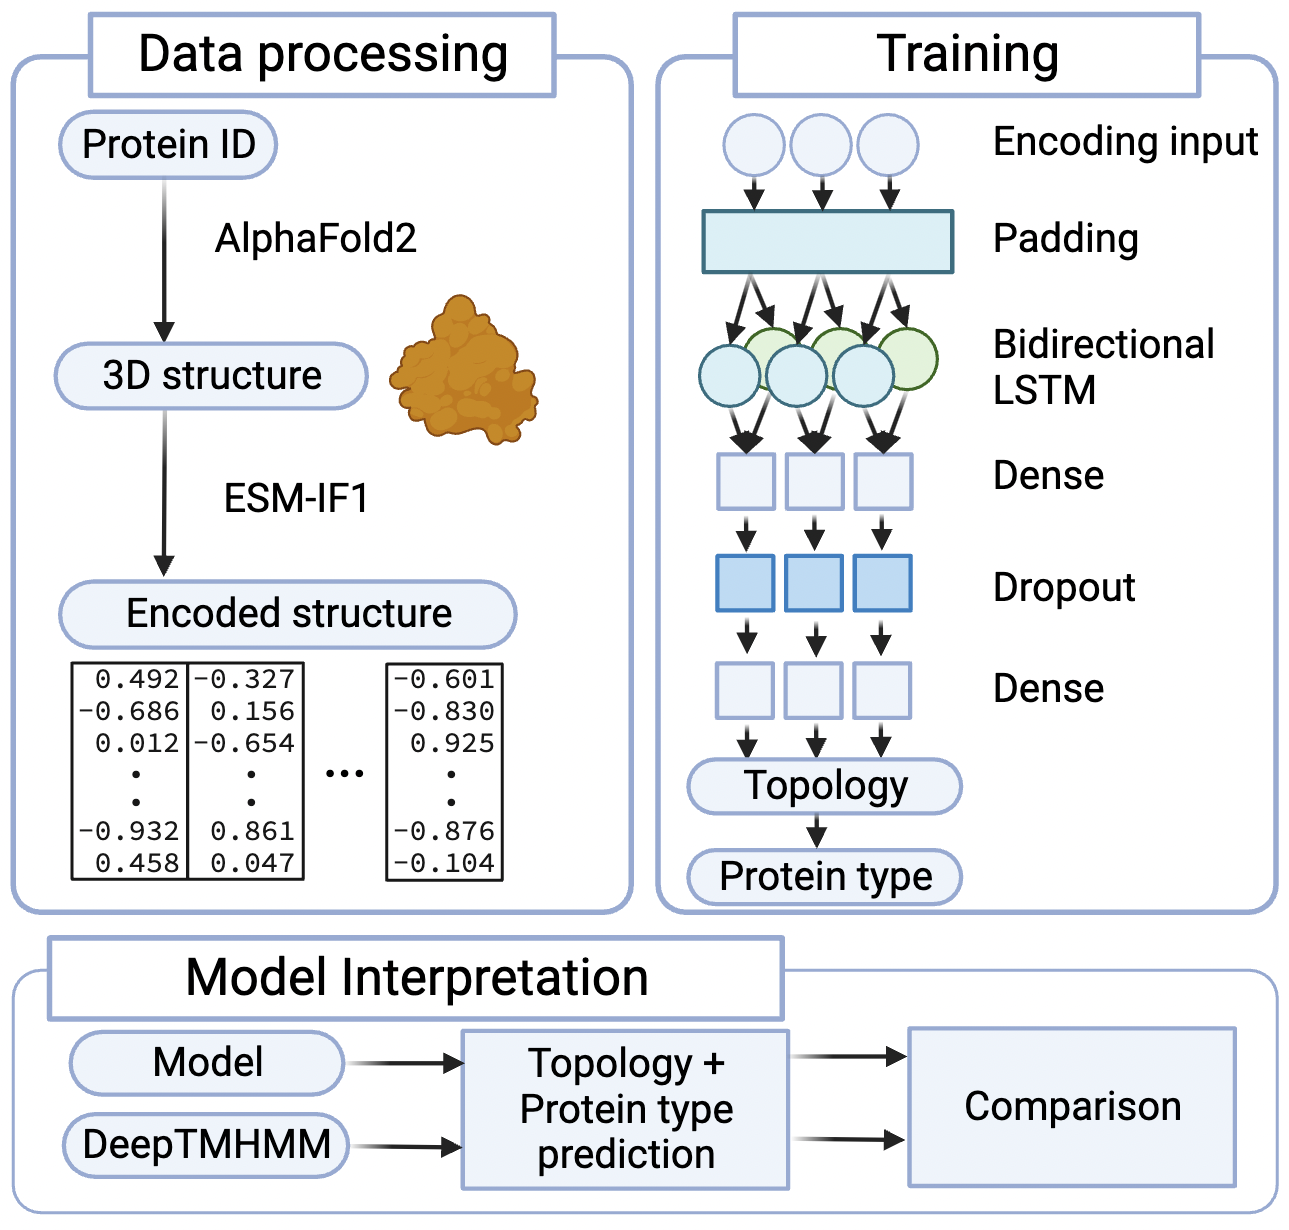 Data processing
Protein ID
AlphaFold2
3D structure
ESM-IF1
Encoded structure
0.492 −0.327 −0.601
−0.686 0.156 −0.830
0.012 −0.654 ... 0.925
. . .
. . .
−0.932 0.861 −0.876
0.458 0.047 −0.104
Training
Encoding input
Padding
Bidirectional
LSTM
Dense
Dropout
Dense
Topology
Protein type
Model Interpretation
Model
DeepTMHMM
Topology +
Protein type
prediction
Comparison